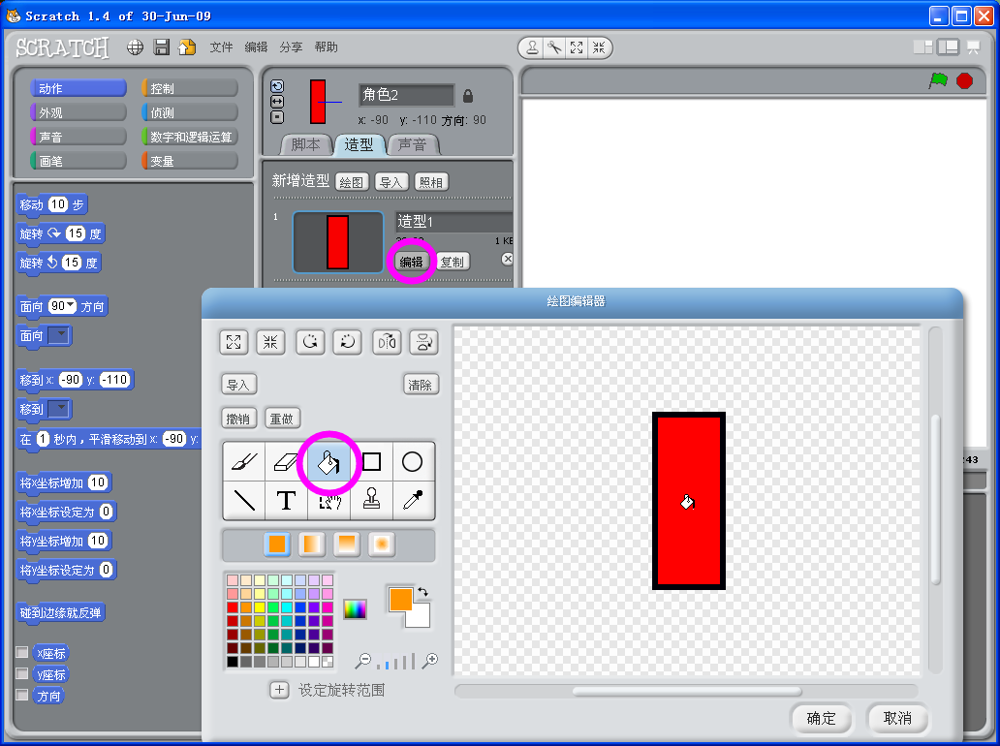 Scratch 1.4 of 30-Jun-09
SCRATCH 文件 编辑 分享 帮助
动作 控制
外观 侦测
声音 数字和逻辑运算
画笔 变量
角色2
x: -90 y: -110 方向: 90
脚本 造型 声音
新增造型 绘图 导入 照相
1
造型1
1 KB
编辑 复制
移动 10 步
旋转 15 度
旋转 15 度
面向 90 方向
面向
移到 x: -90 y: -110
移到
在 1 秒内，平滑移动到 x: -90 y:
将x坐标增加 10
将x坐标设定为 0
将y坐标增加 10
将y坐标设定为 0
碰到边缘就反弹
x座标
y座标
方向
绘图编辑器
导入 清除
撤销 重做
T
设定旋转范围
确定 取消